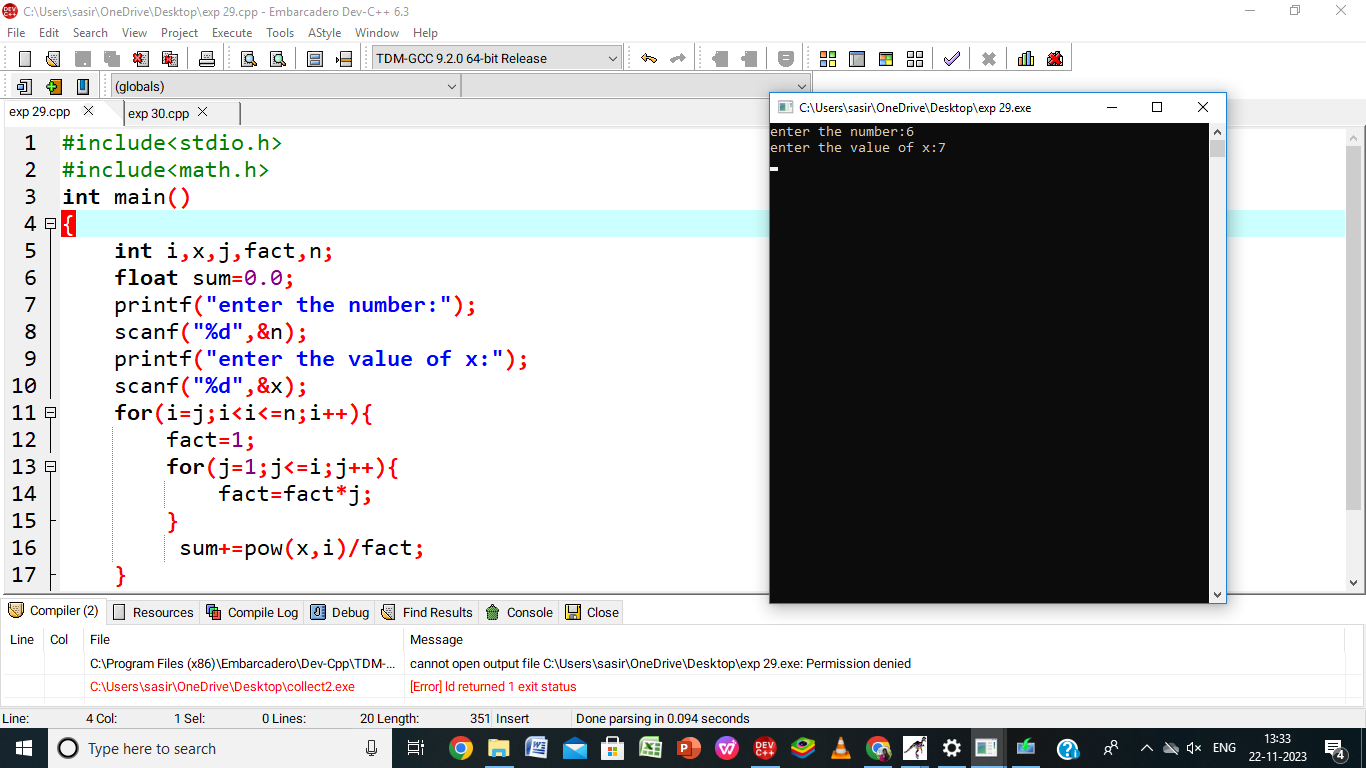 C:\Users\sasir\OneDrive\Desktop\exp 29.cpp - Embarcadero Dev-C++ 6.3
File Edit Search View Project Execute Tools AStyle Window Help
TDM-GCC 9.2.0 64-bit Release
(globals)
exp 29.cpp exp 30.cpp
1 #include<stdio.h>
2 #include<math.h>
3 int main()
4 {
5 int i,x,j,fact,n;
6 float sum=0.0;
7 printf("enter the number:");
8 scanf("%d",&n);
9 printf("enter the value of x:");
10 scanf("%d",&x);
11 for(i=j;i<i<=n;i++){
12 fact=1;
13 for(j=1;j<=i;j++){
14 fact=fact*j;
15 }
16 sum+=pow(x,i)/fact;
17 }
C:\Users\sasir\OneDrive\Desktop\exp 29.exe
enter the number:6
enter the value of x:7
Compiler (2) Resources Compile Log Debug Find Results Console Close
Line Col File Message
C:\Program Files (x86)\Embarcadero\Dev-Cpp\TDM-... cannot open output file C:\Users\sasir\OneDrive\Desktop\exp 29.exe: Permission denied
C:\Users\sasir\OneDrive\Desktop\collect2.exe [Error] ld returned 1 exit status
Line: 4 Col: 1 Sel: 0 Lines: 20 Length: 351 Insert Done parsing in 0.094 seconds
Type here to search
ENG
13:33
22-11-2023
4